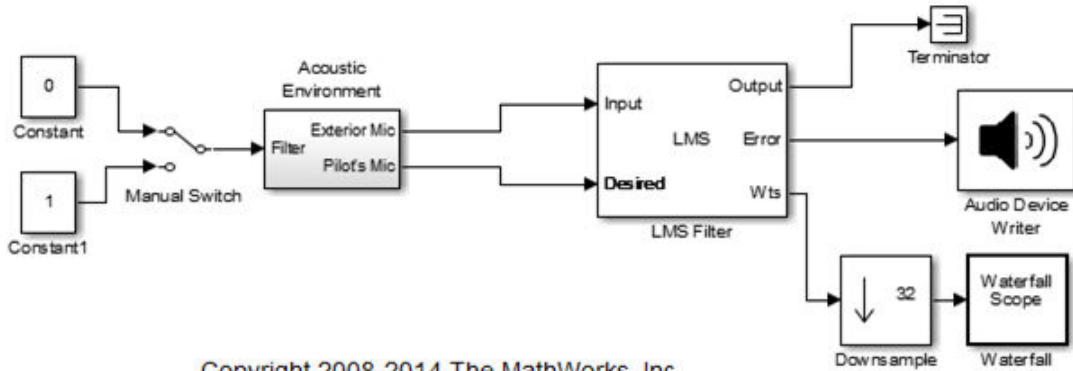 0
Constant
1
Constant1
Manual Switch
Acoustic
Environment
Filter
Exterior Mic
Pilot's Mic
Input
Desired
LMS
Output
Error
Wts
LMS Filter
Terminator
Audio Device
Writer
32
Downsample
Waterfall
Scope
Waterfall
Copyright 2008-2014 The MathWorks, Inc